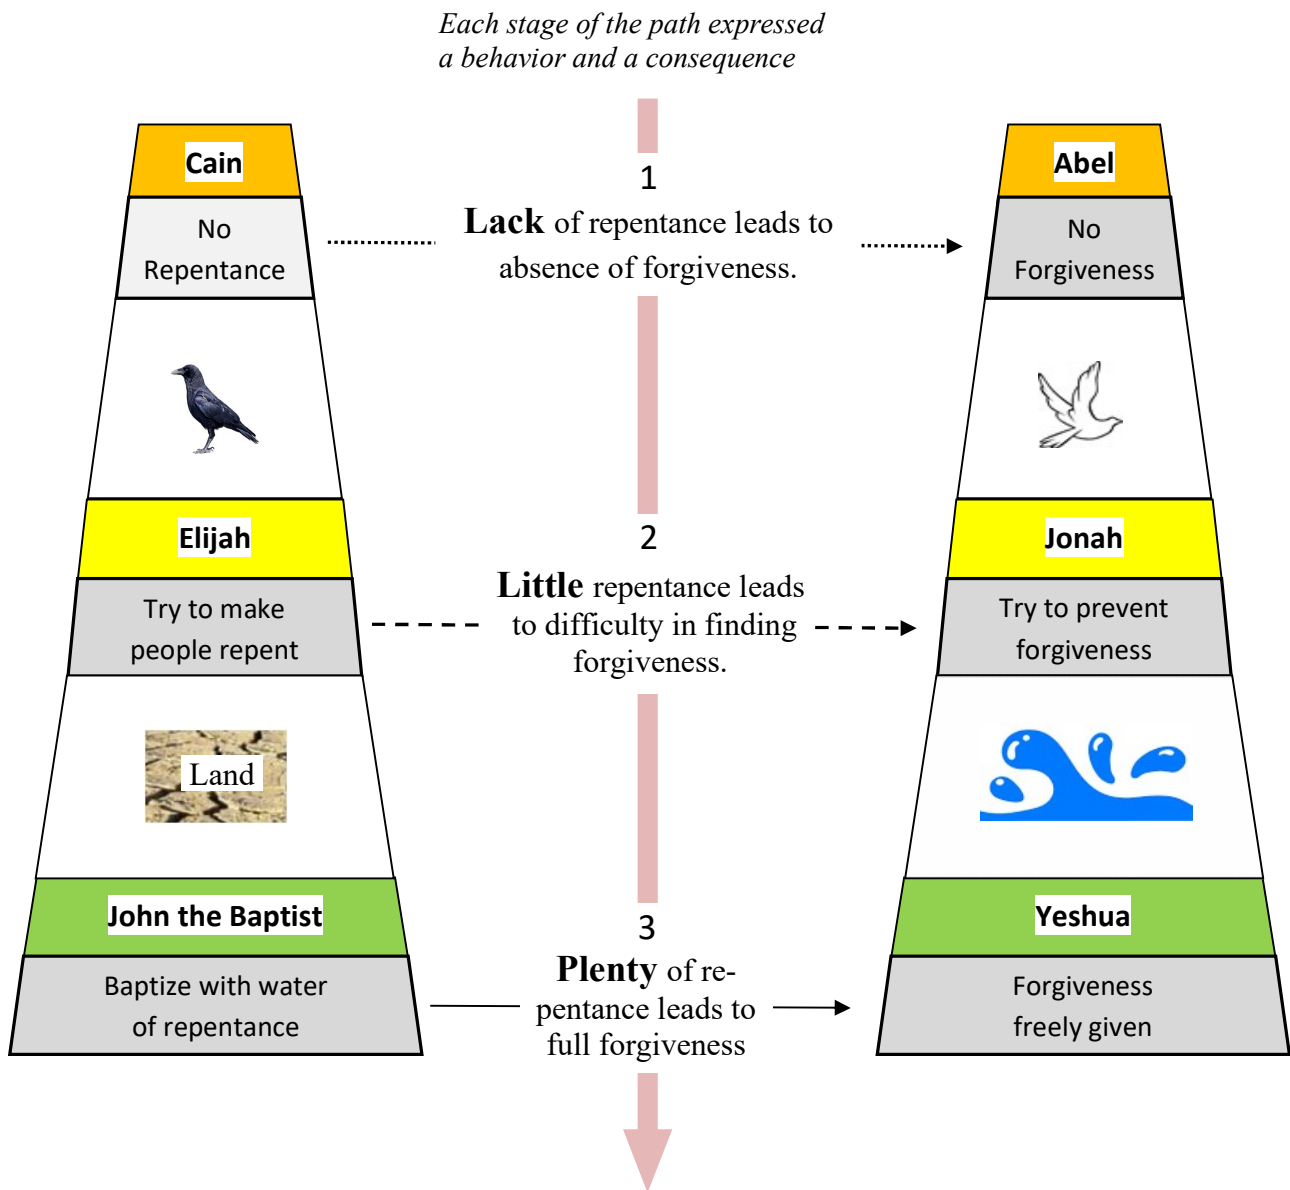 Each stage of the path expressed
a behavior and a consequence
Cain
No
Repentance
1
Lack of repentance leads to
absence of forgiveness.
Abel
No
Forgiveness
Elijah
Try to make
people repent
2
Little repentance leads
to difficulty in finding
forgiveness.
Jonah
Try to prevent
forgiveness
Land
John the Baptist
Baptize with water
of repentance
3
Plenty of re-
pentance leads to
full forgiveness
Yeshua
Forgiveness
freely given